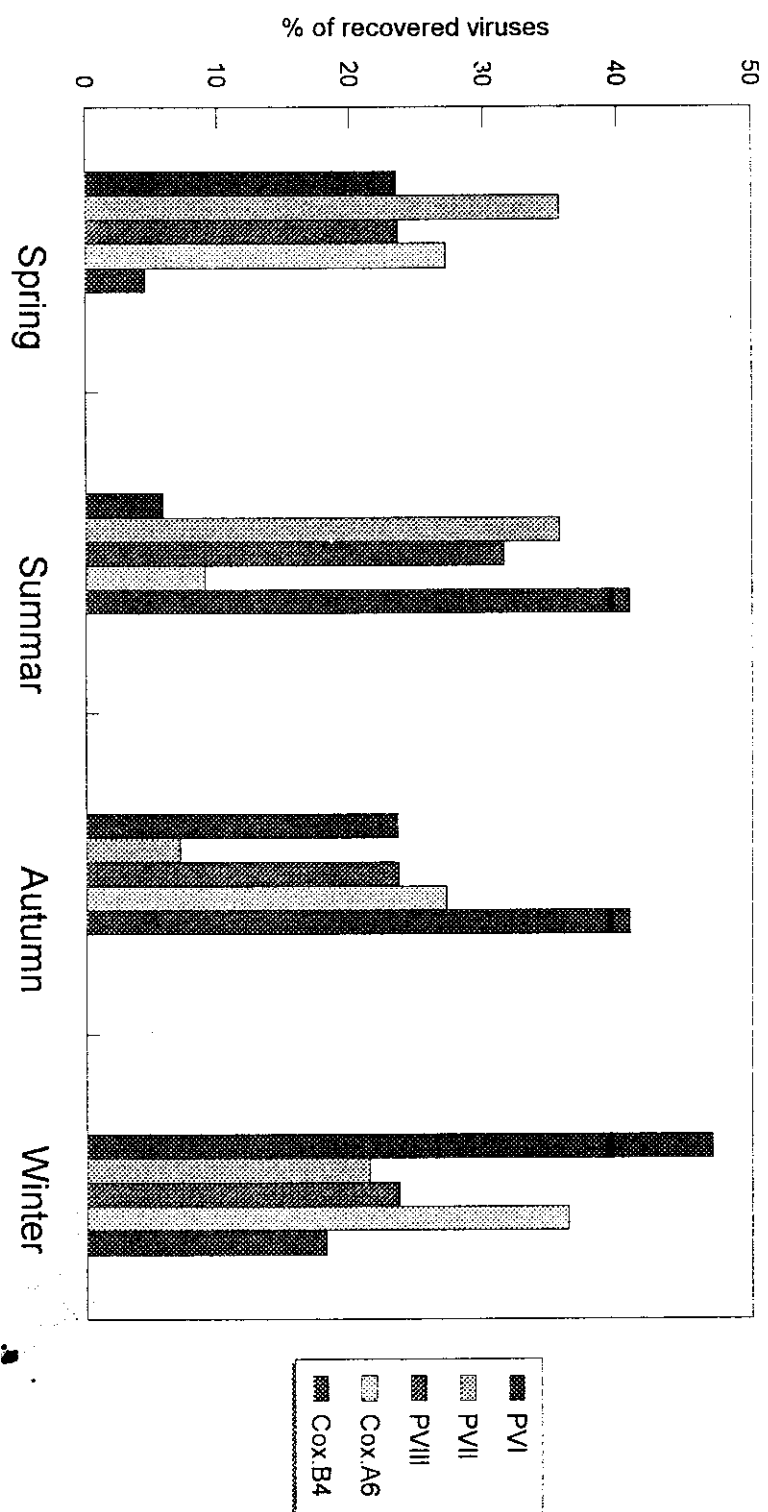 % of recovered viruses
50
40
30
20
10
0
Spring
Summar
Autumn
Winter
PVI
PVII
PVIII
Cox.A6
Cox.B4